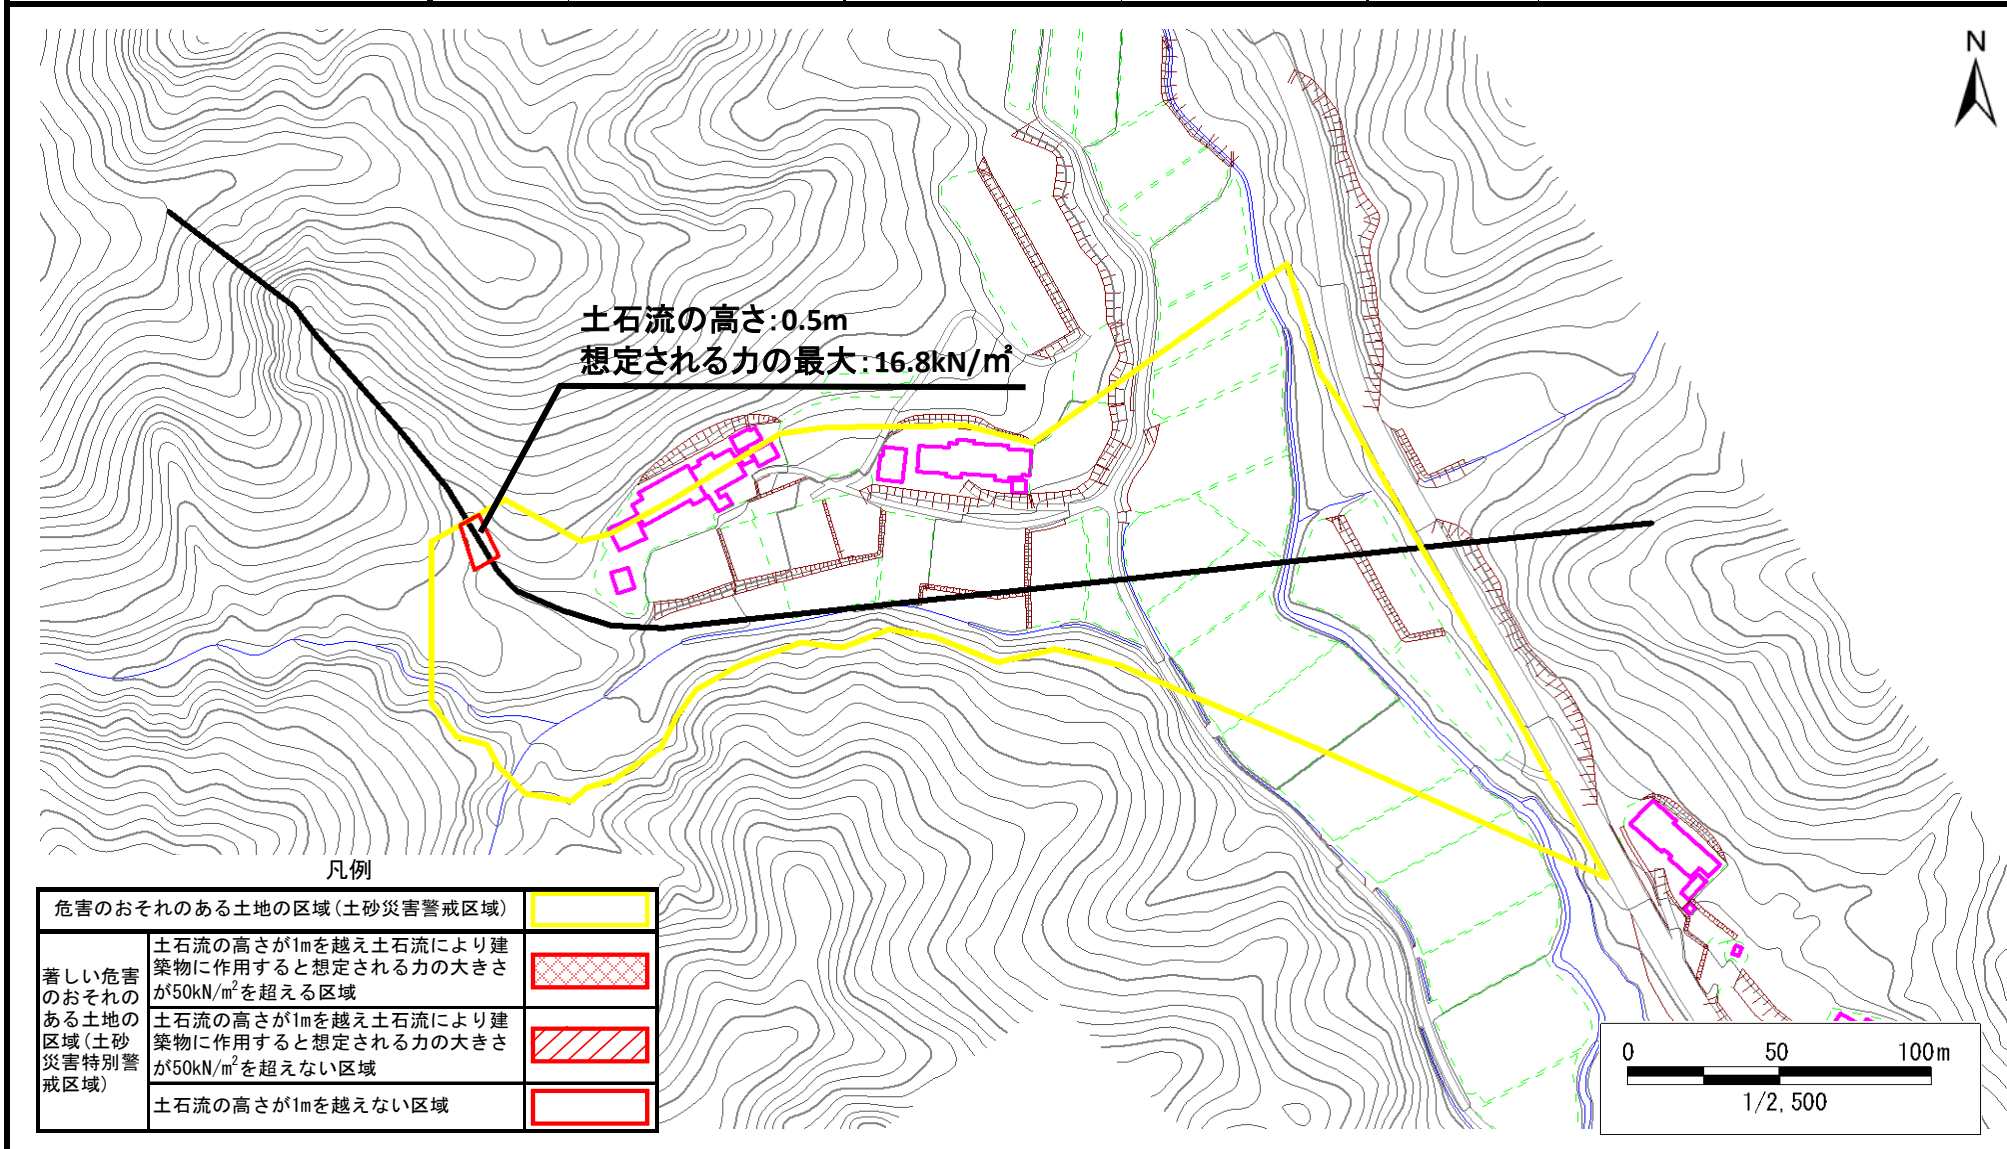 N
土石流の高さ:0.5m
想定される力の最大:16.8kN/㎡
凡例
危害のおそれのある土地の区域(土砂災害警戒区域)
著しい危害
のおそれの
ある土地の
区域(土砂
災害特別警
戒区域)
土石流の高さが1mを越え土石流により建
築物に作用すると想定される力の大きさ
が50kN/m²を超える区域
土石流の高さが1mを越え土石流により建
築物に作用すると想定される力の大きさ
が50kN/m²を超えない区域
土石流の高さが1mを越えない区域
0 50 100m
1/2,500